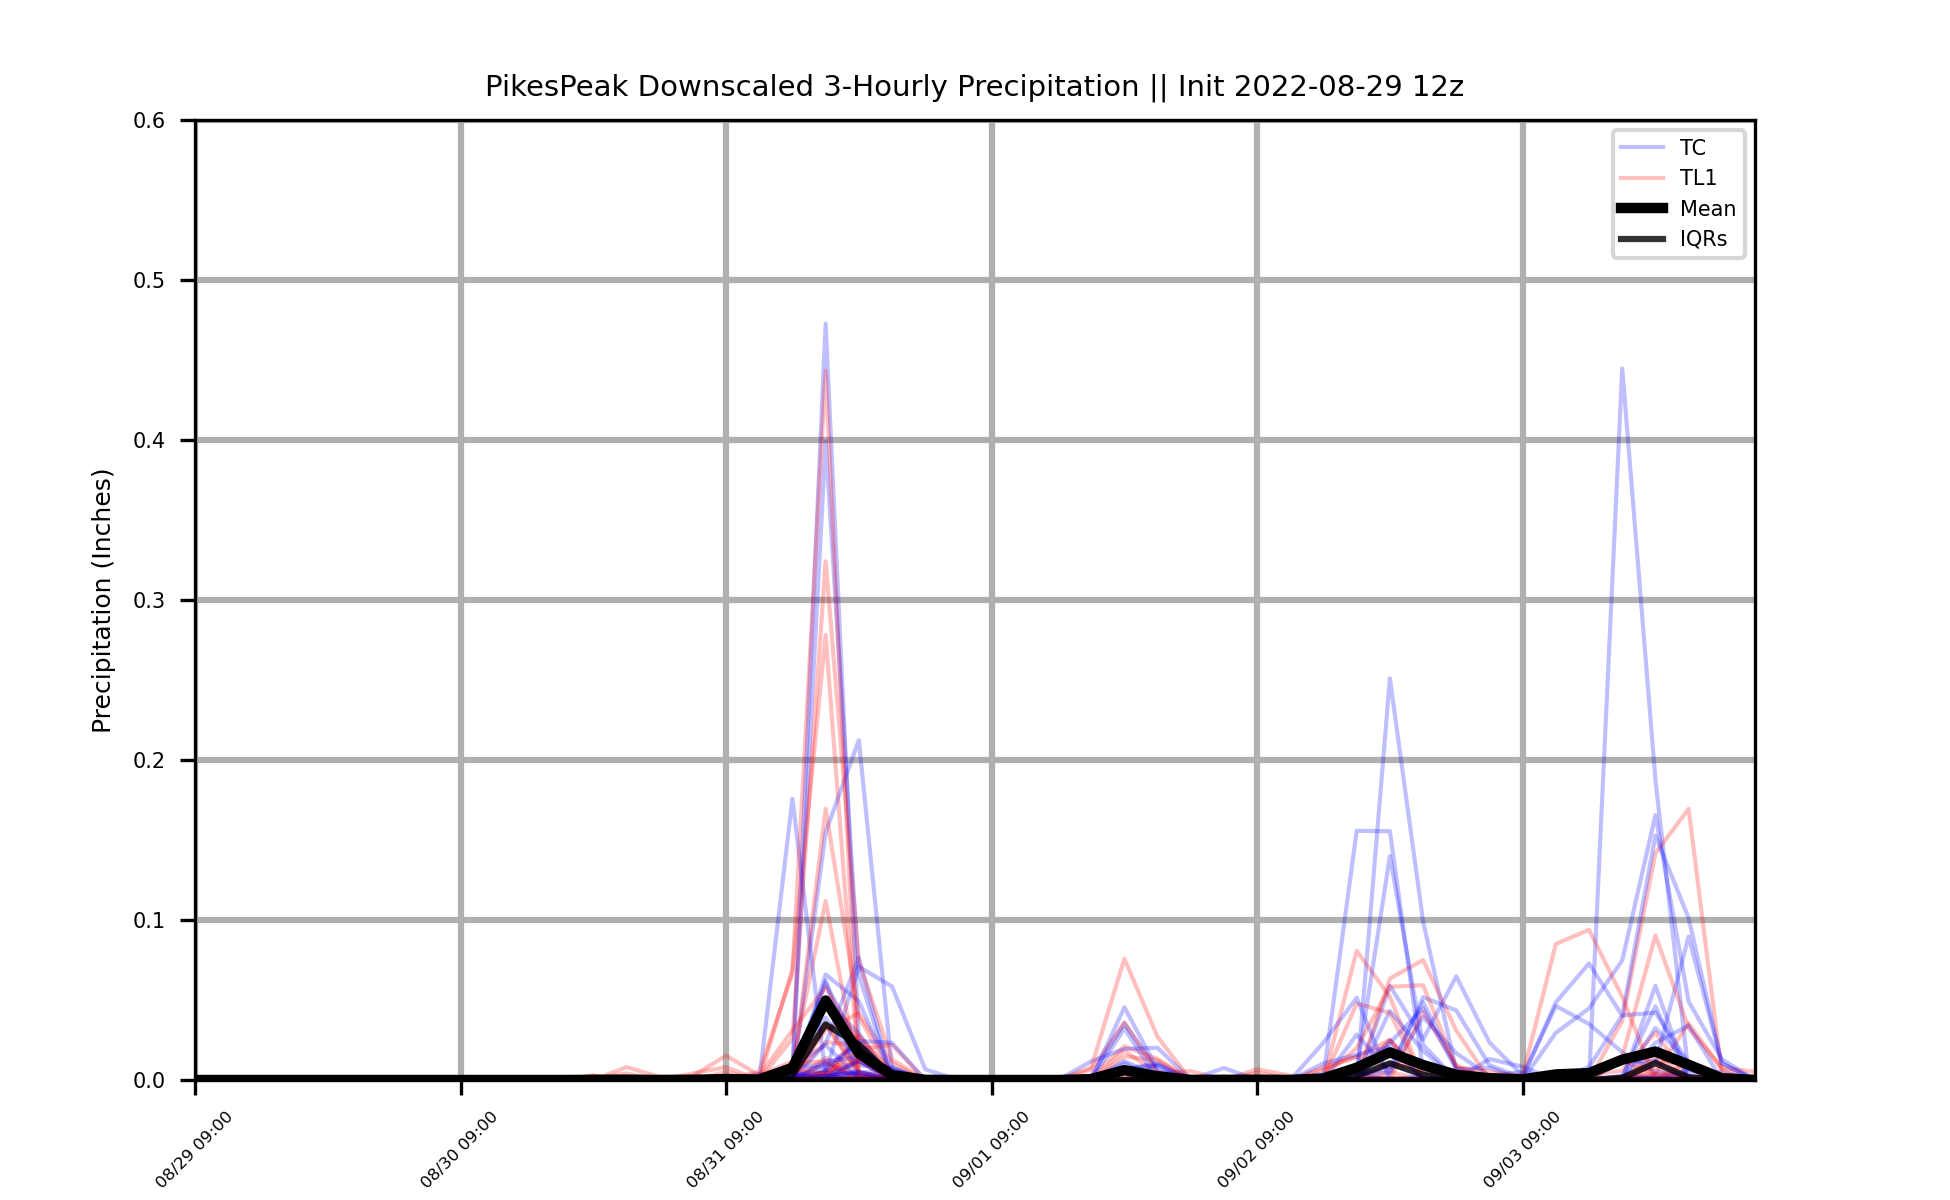 PikesPeak Downscaled 3-Hourly Precipitation || Init 2022-08-29 12z
TC
TL1
Mean
IQRs
Precipitation (Inches)
0.6
0.5
0.4
0.3
0.2
0.1
0.0
08/29 09:00
08/30 09:00
08/31 09:00
09/01 09:00
09/02 09:00
09/03 09:00